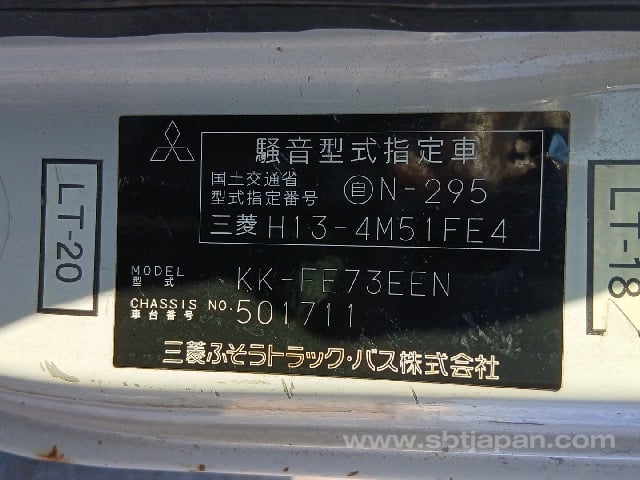 騒音型式指定車
国土交通省
型式指定番号 自N-295
三菱 H13-4M51FE4
MODEL
型式 KK-FE73EEN
CHASSIS NO.
車台番号 501711
三菱ふそうトラック・バス株式会社
LT-20
LT-18
www.sbtjapan.com